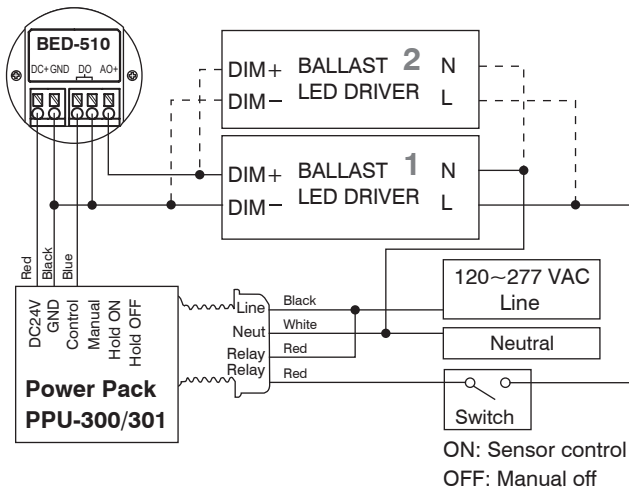 BED-510
DC+ GND DO AO+
DIM+ BALLAST 2 N
DIM− LED DRIVER L
DIM+ BALLAST 1 N
DIM− LED DRIVER L
Red
Black
Blue
DC24V
GND
Control
Manual
Hold ON
Hold OFF
Power Pack
PPU-300/301
Line Black
Neut White
Relay Red
Relay Red
120~277 VAC
Line
Neutral
Switch
ON: Sensor control
OFF: Manual off